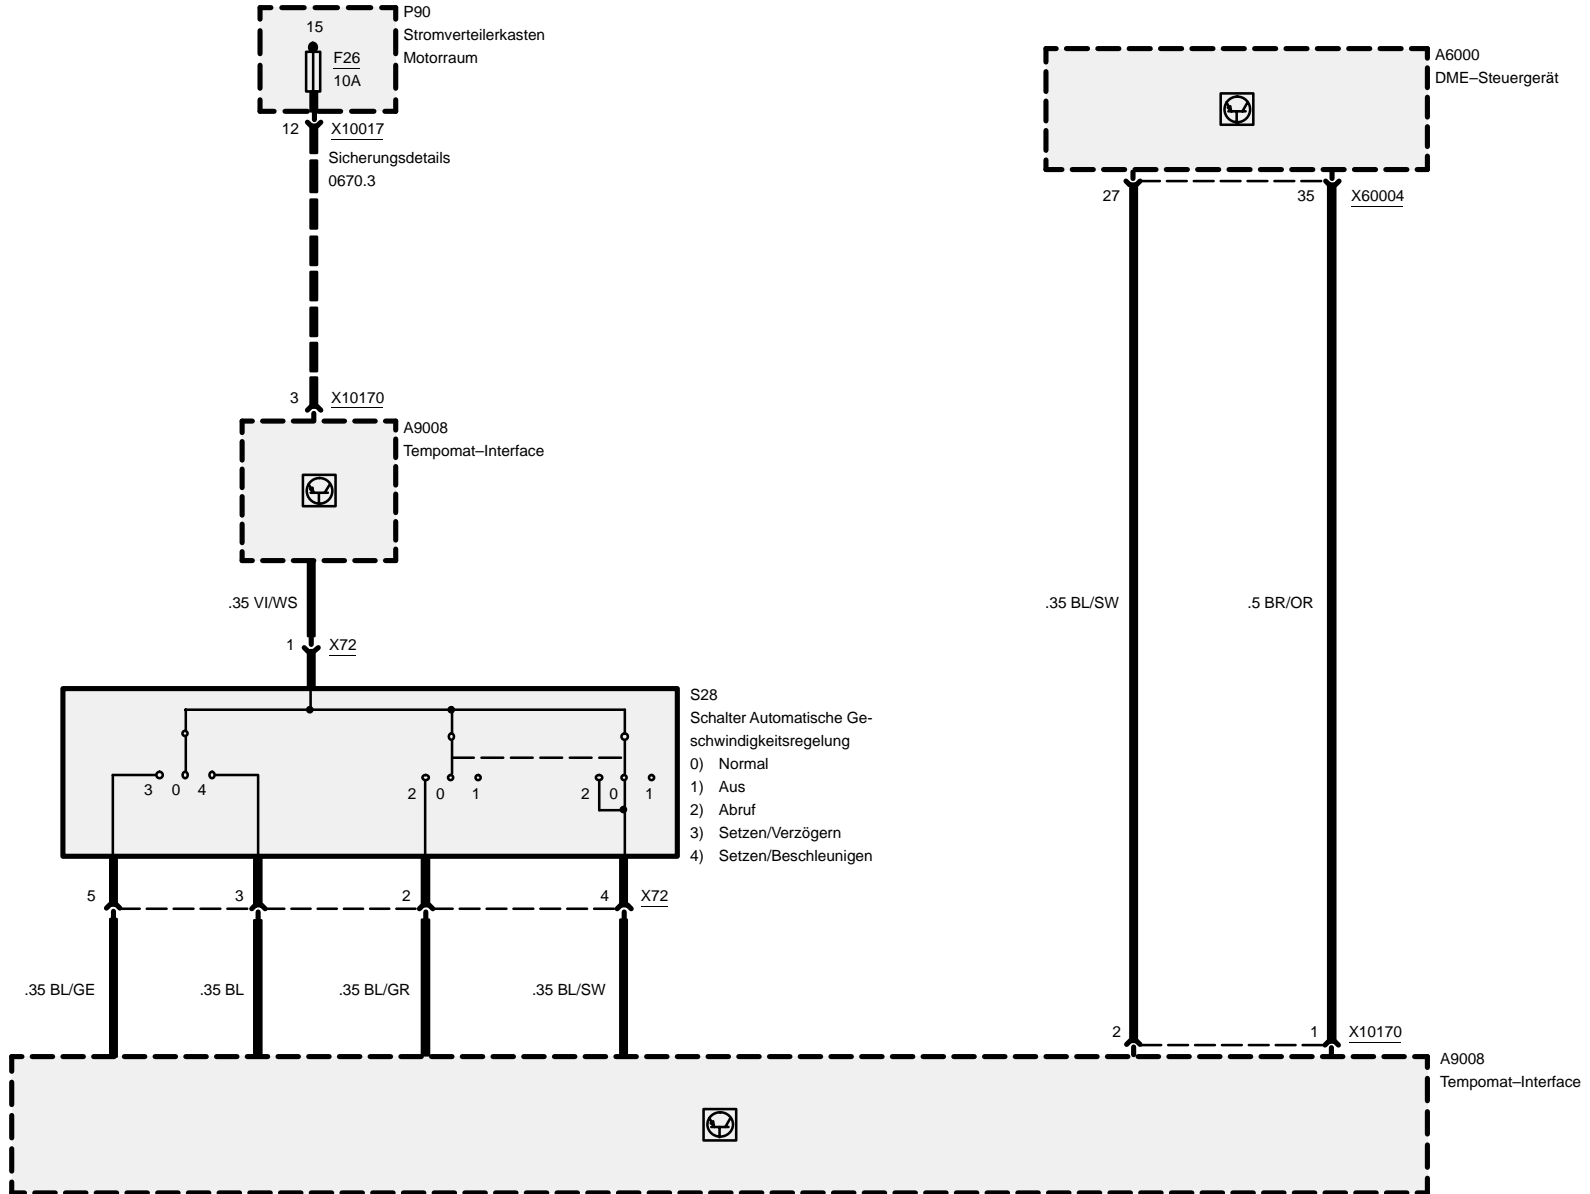 P90
Stromverteilerkasten
Motorraum
15
F26
10A
12 X10017
Sicherungsdetails
0670.3
A6000
DME–Steuergerät
27 35 X60004
3 X10170
A9008
Tempomat–Interface
.35 VI/WS
.35 BL/SW .5 BR/OR
1 X72
S28
Schalter Automatische Ge-
schwindigkeitsregelung
0) Normal
1) Aus
2) Abruf
3) Setzen/Verzögern
4) Setzen/Beschleunigen
3 0 4 2 0 1 2 0 1
5 3 2 4 X72
.35 BL/GE .35 BL .35 BL/GR .35 BL/SW
2 1 X10170
A9008
Tempomat–Interface